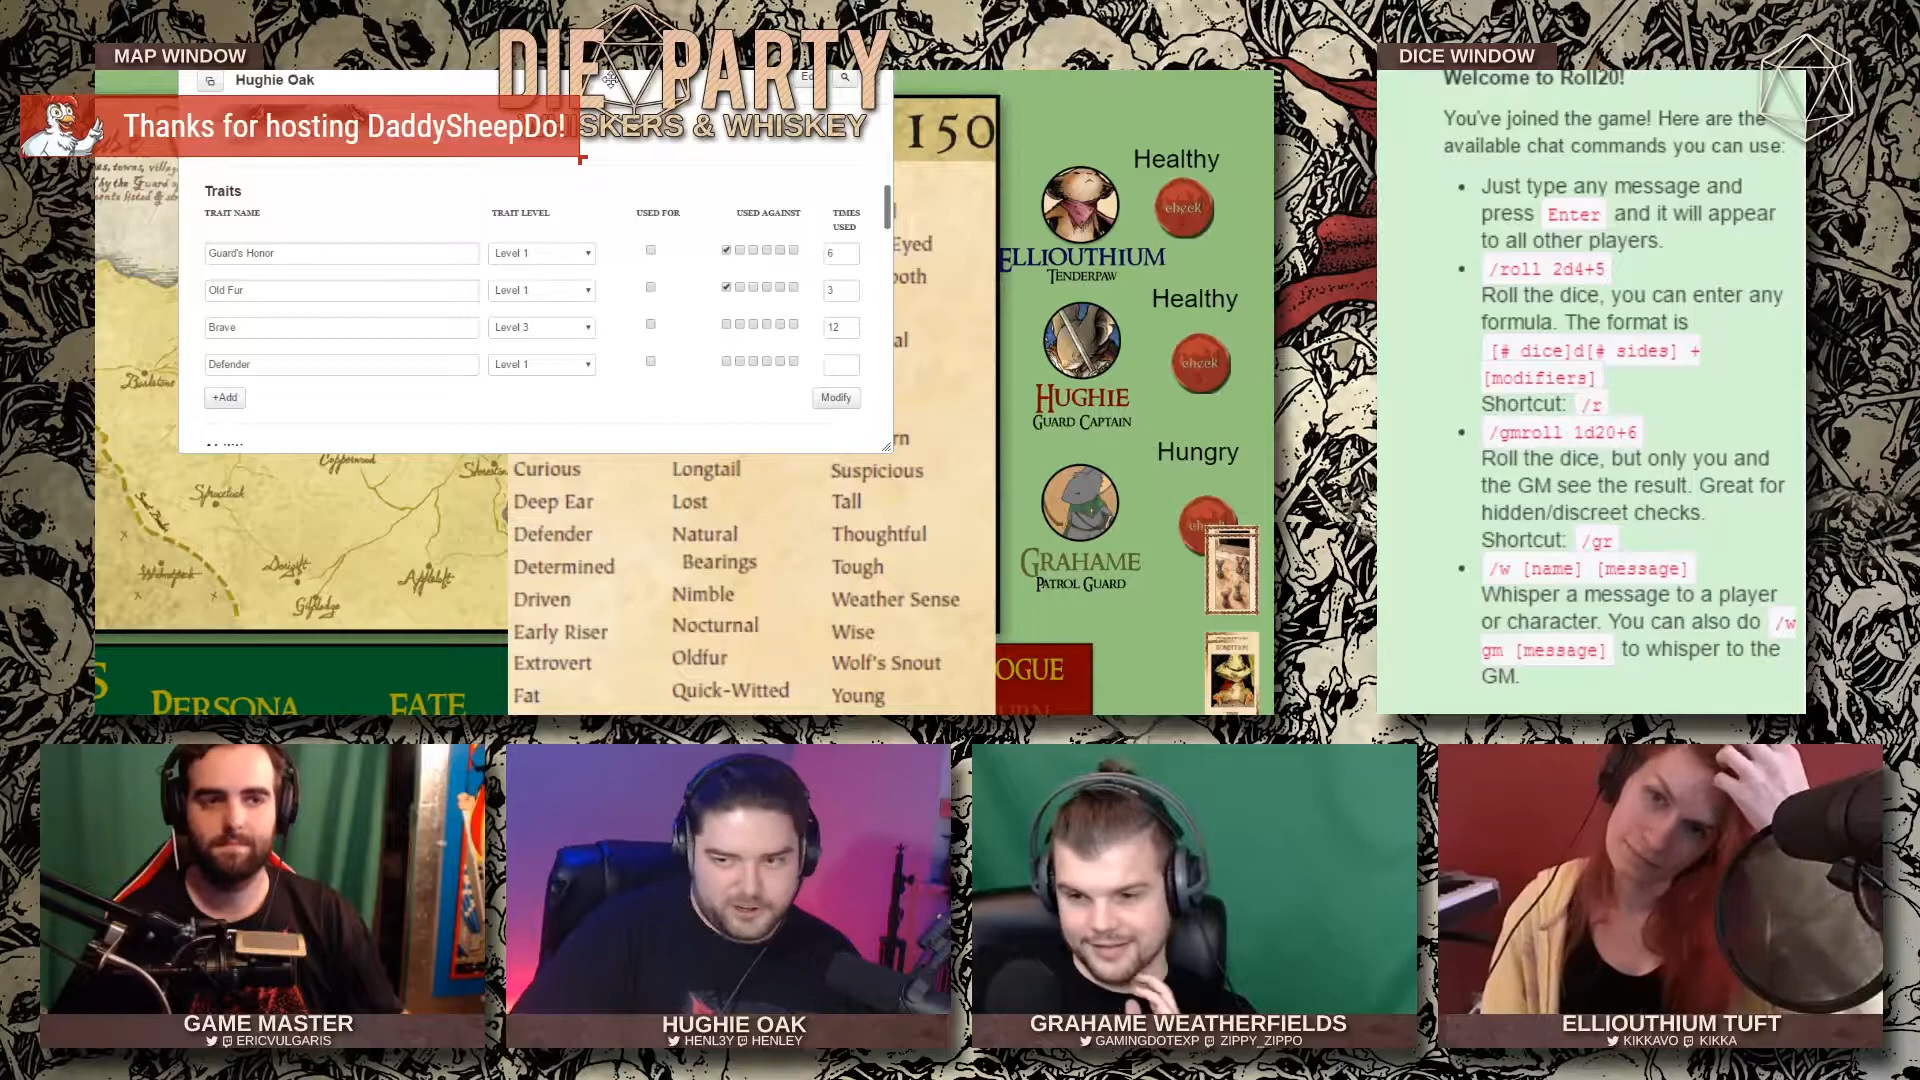 MAP WINDOW
DIE PARTY
WHISKERS & WHISKEY
DICE WINDOW
Hughie Oak
Thanks for hosting DaddySheepDo!
Traits
TRAIT NAME
TRAIT LEVEL
USED FOR
USED AGAINST
TIMES USED
Guard's Honor
Level 1
6
Old Fur
Level 1
3
Brave
Level 3
12
Defender
Level 1
+Add
Modify
150
Eyed
Curious
Longtail
Suspicious
Deep Ear
Lost
Tall
Defender
Natural
Thoughtful
Bearings
Determined
Tough
Driven
Nimble
Weather Sense
Early Riser
Nocturnal
Wise
Extrovert
Oldfur
Wolf's Snout
Fat
Quick-Witted
Young
Copperwood
Sprucetuck
Dorigift
Appleloft
Gilpledge
PERSONA
FATE
OGUE
Healthy
check
ELLIOUTHIUM
TENDERPAW
Healthy
check
HUGHIE
GUARD CAPTAIN
Hungry
GRAHAME
PATROL GUARD
Welcome to Roll20!
You've joined the game! Here are the
available chat commands you can use:
• Just type any message and
press Enter and it will appear
to all other players.
• /roll 2d4+5
Roll the dice, you can enter any
formula. The format is
[# dice]d[# sides] +
[modifiers]
Shortcut: /r
• /gmroll 1d20+6
Roll the dice, but only you and
the GM see the result. Great for
hidden/discreet checks.
Shortcut: /gr
• /w [name] [message]
Whisper a message to a player
or character. You can also do /w
gm [message] to whisper to the
GM.
GAME MASTER
ERICVULGARIS
HUGHIE OAK
HENL3Y HENLEY
GRAHAME WEATHERFIELDS
GAMINGDOTEXP ZIPPY_ZIPPO
ELLIOUTHIUM TUFT
KIKKAVO KIKKA